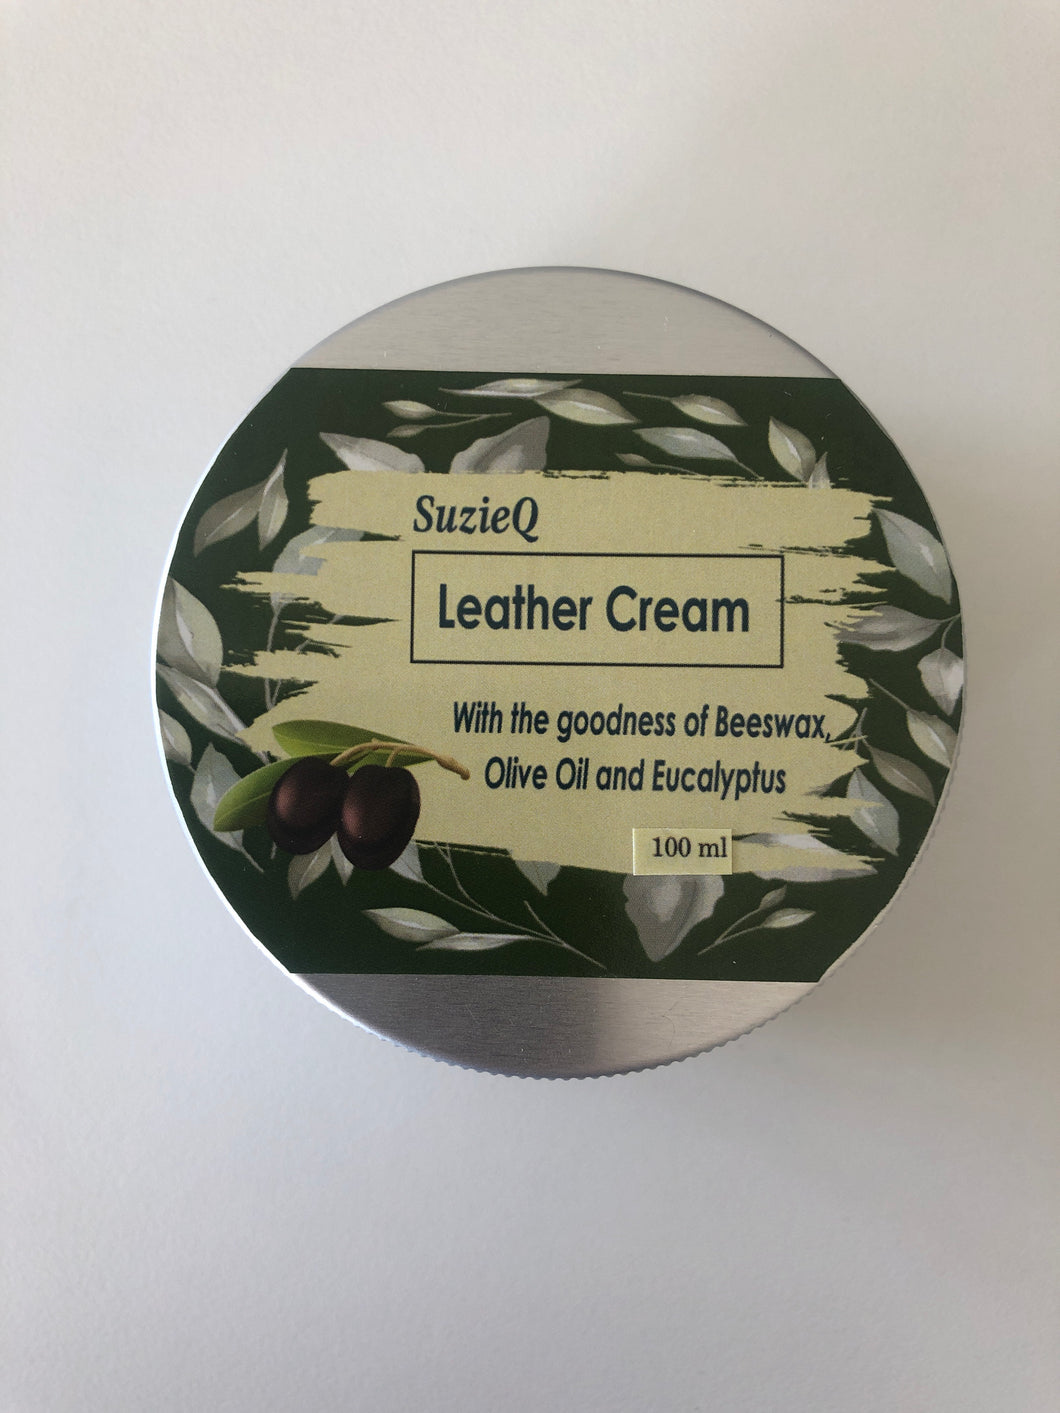 SuzieQ
Leather Cream
With the goodness of Beeswax,
Olive Oil and Eucalyptus
100 ml